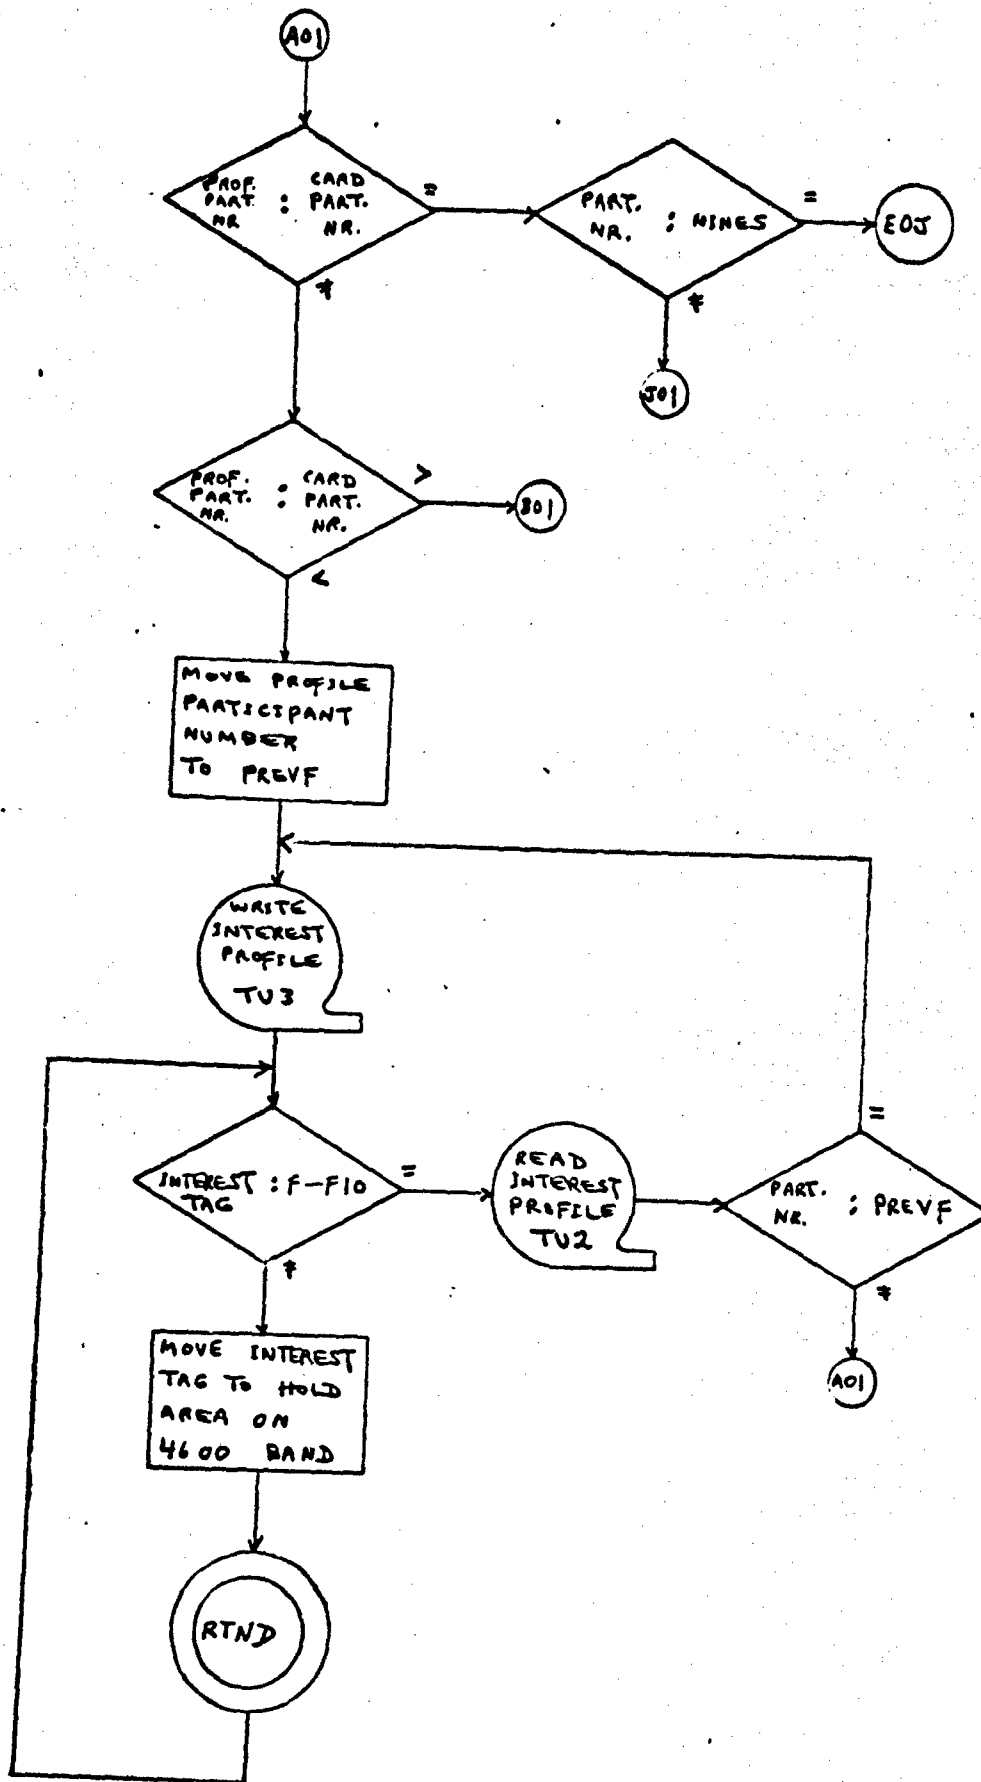 A01
PROF. PART. NR : CARD PART. NR.
=
≠
PART. NR. : NINES
=
EOJ
≠
J01
PROF. PART. NR. : CARD PART. NR.
>
B01
<
MOVE PROFILE
PARTICIPANT
NUMBER
TO PREVF
WRITE
INTEREST
PROFILE
TU3
INTEREST : F-F10
TAG
=
≠
READ
INTEREST
PROFILE
TU2
PART. NR. : PREVF
=
≠
A01
MOVE INTEREST
TAG TO HOLD
AREA ON
4600 BAND
RTND